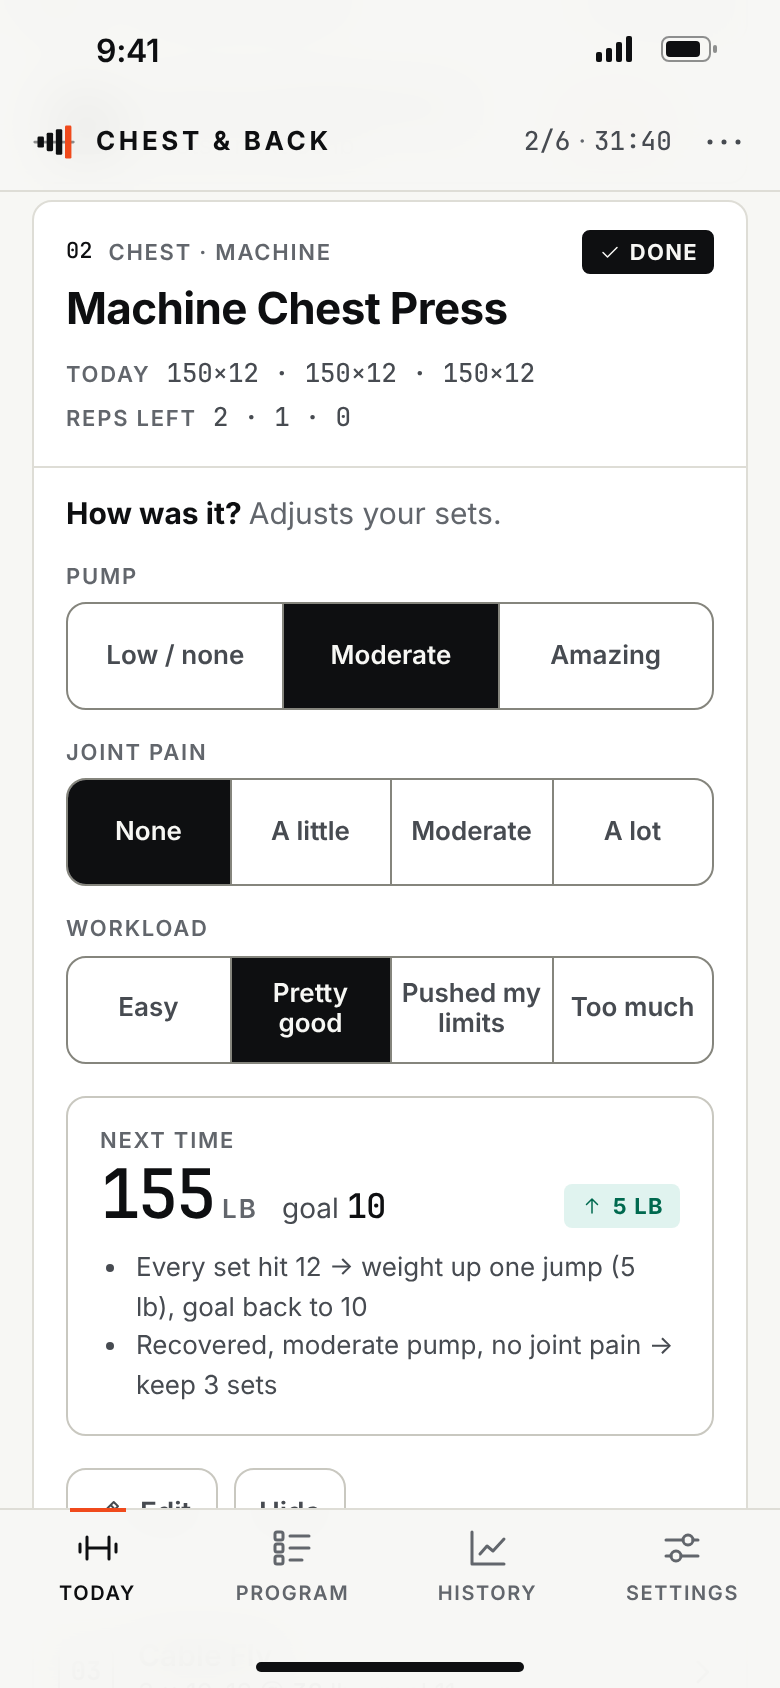 9:41
CHEST & BACK 2/6 · 31:40
02 CHEST · MACHINE ✓ DONE
Machine Chest Press
TODAY 150×12 · 150×12 · 150×12
REPS LEFT 2 · 1 · 0
How was it? Adjusts your sets.
PUMP
Low / none Moderate Amazing
JOINT PAIN
None A little Moderate A lot
WORKLOAD
Easy Pretty good Pushed my limits Too much
NEXT TIME
155 LB goal 10 ↑ 5 LB
• Every set hit 12 → weight up one jump (5
lb), goal back to 10
• Recovered, moderate pump, no joint pain →
keep 3 sets
Edit Hide
TODAY PROGRAM HISTORY SETTINGS